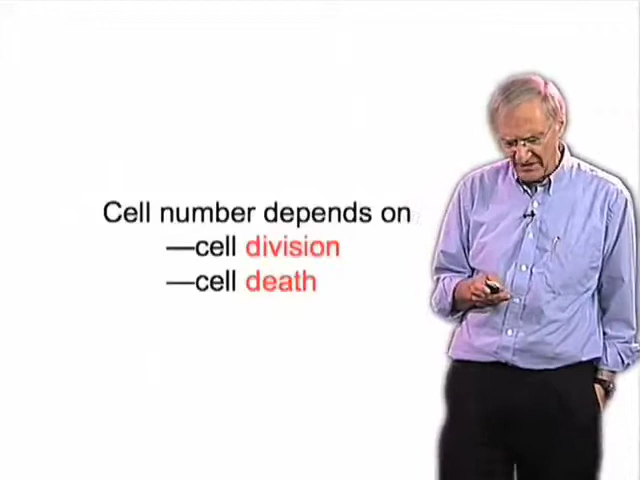 Cell number depends on
—cell division
—cell death